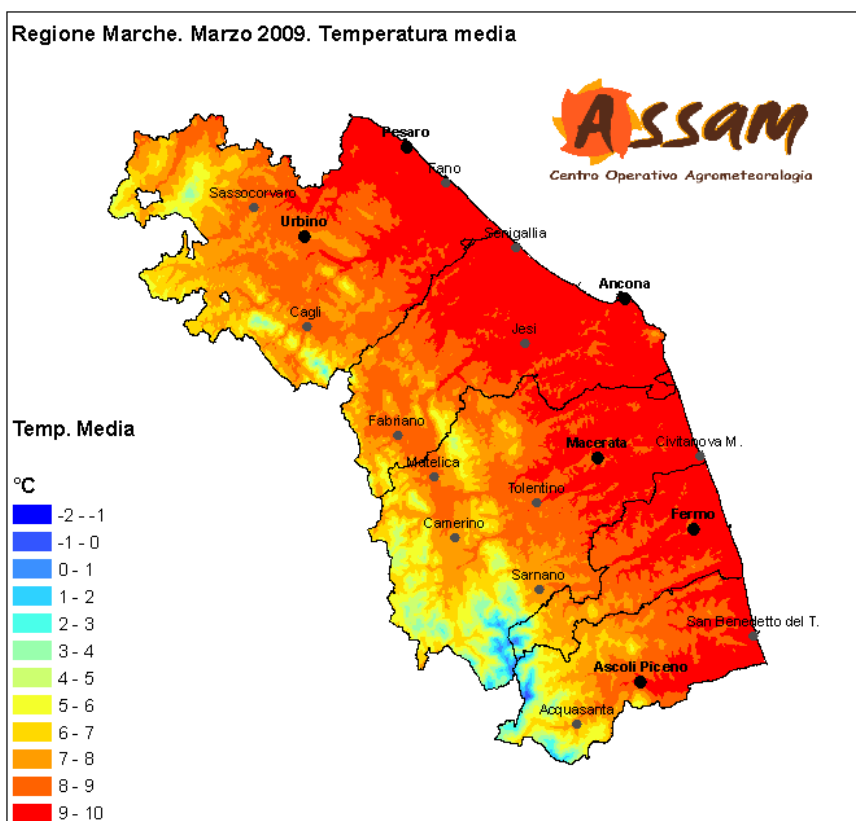 Regione Marche. Marzo 2009. Temperatura media
Assam
Centro Operativo Agrometeorologia
Pesaro
Fano
Sassocorvaro
Urbino
Senigallia
Ancona
Cagli
Jesi
Fabriano
Macerata
Civitanova M.
Matelica
Tolentino
Fermo
Camerino
Sarnano
San Benedetto del T.
Ascoli Piceno
Acquasanta
Temp. Media
°C
-2 - -1
-1 - 0
0 - 1
1 - 2
2 - 3
3 - 4
4 - 5
5 - 6
6 - 7
7 - 8
8 - 9
9 - 10